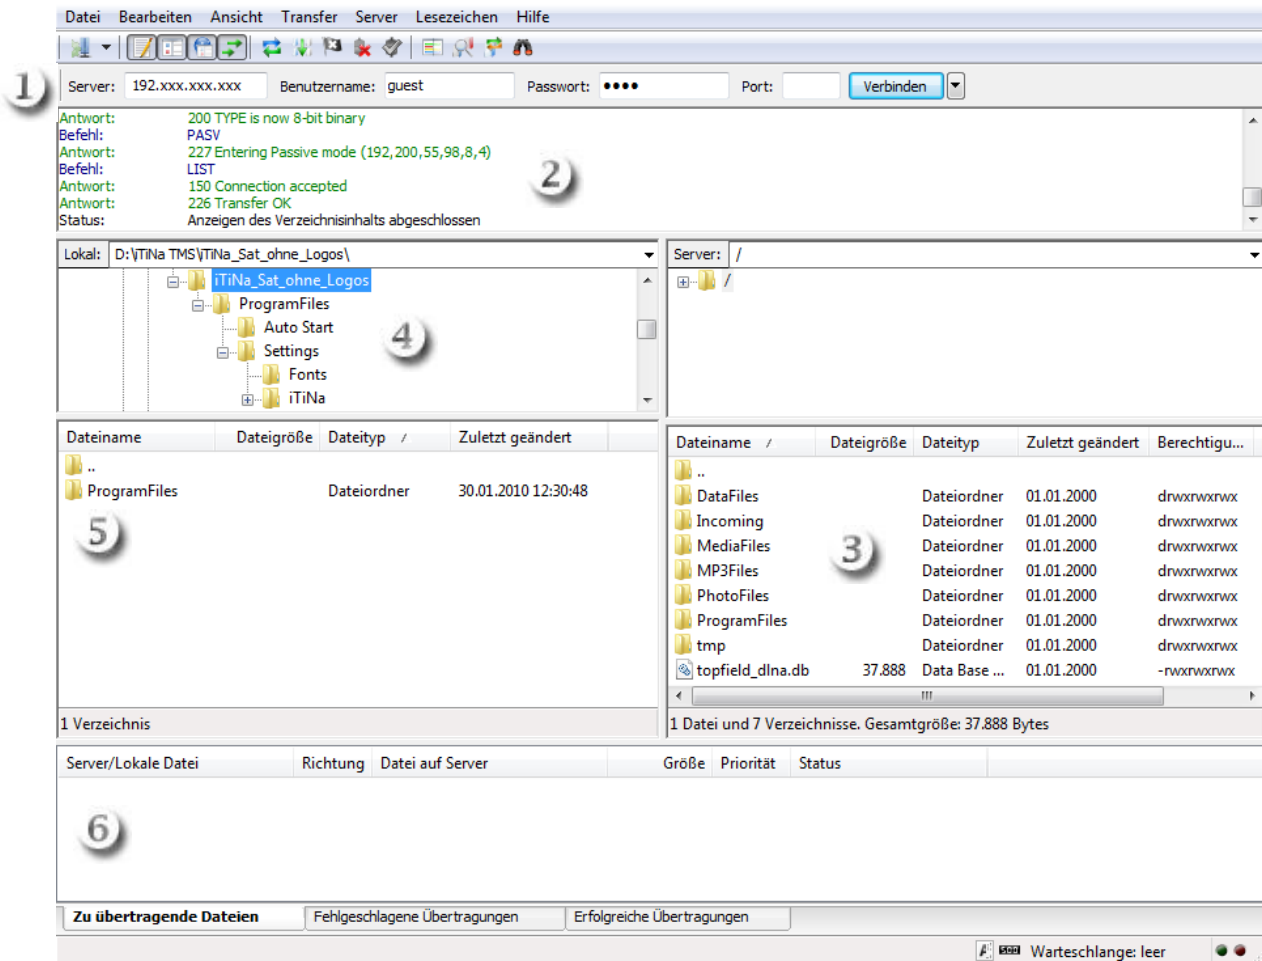 Datei Bearbeiten Ansicht Transfer Server Lesezeichen Hilfe
1 Server: 192.xxx.xxx.xxx Benutzername: guest Passwort: •••• Port: Verbinden
Antwort: 200 TYPE is now 8-bit binary
Befehl: PASV
Antwort: 227 Entering Passive mode (192,200,55,98,8,4)
Befehl: LIST
2
Antwort: 150 Connection accepted
Antwort: 226 Transfer OK
Status: Anzeigen des Verzeichnisinhalts abgeschlossen
Lokal: D:\iTiNa TMS\iTiNa_Sat_ohne_Logos\
iTiNa_Sat_ohne_Logos
ProgramFiles
Auto Start
4
Settings
Fonts
iTiNa
Server: /
/
Dateiname Dateigröße Dateityp / Zuletzt geändert
..
ProgramFiles Dateiordner 30.01.2010 12:30:48
5
1 Verzeichnis
Dateiname / Dateigröße Dateityp Zuletzt geändert Berechtigu...
..
DataFiles Dateiordner 01.01.2000 drwxrwxrwx
Incoming Dateiordner 01.01.2000 drwxrwxrwx
MediaFiles Dateiordner 01.01.2000 drwxrwxrwx
3
MP3Files Dateiordner 01.01.2000 drwxrwxrwx
PhotoFiles Dateiordner 01.01.2000 drwxrwxrwx
ProgramFiles Dateiordner 01.01.2000 drwxrwxrwx
tmp Dateiordner 01.01.2000 drwxrwxrwx
topfield_dlna.db 37.888 Data Base ... 01.01.2000 -rwxrwxrwx
1 Datei und 7 Verzeichnisse. Gesamtgröße: 37.888 Bytes
Server/Lokale Datei Richtung Datei auf Server Größe Priorität Status
6
Zu übertragende Dateien Fehlgeschlagene Übertragungen Erfolgreiche Übertragungen
Warteschlange: leer